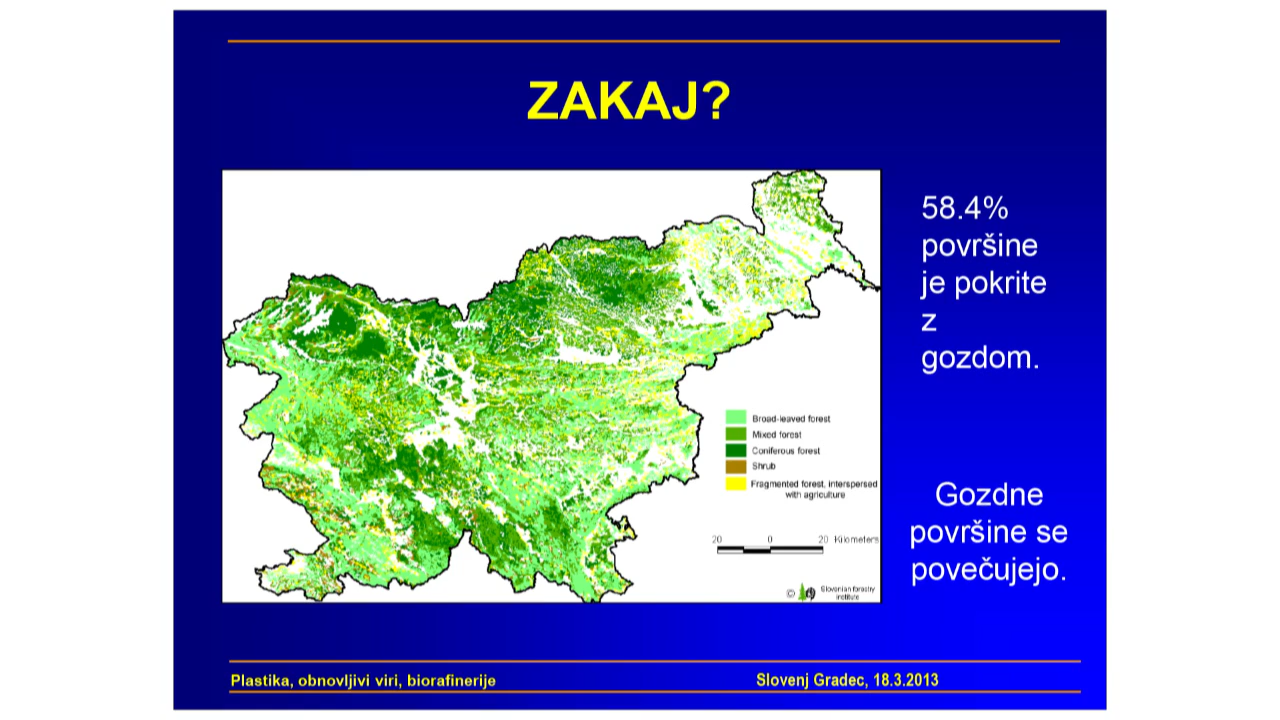 ZAKAJ?
58.4%
površine
je pokrite
z
gozdom.
Broad-leaved forest
Mixed forest
Coniferous forest
Shrub
Fragmented forest, interspersed
with agriculture
Gozdne
površine se
povečujejo.
20 0 20 Kilometers
© Slovenian forestry
institute
Plastika, obnovljivi viri, biorafinerije
Slovenj Gradec, 18.3.2013